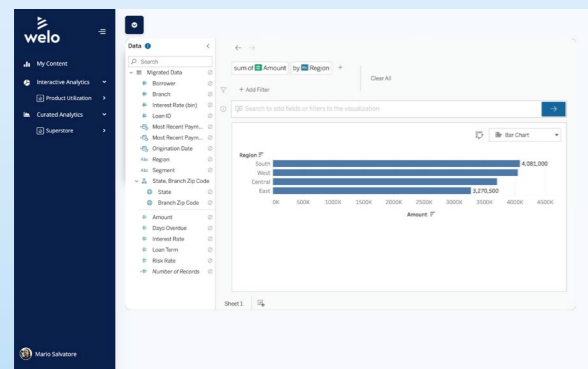 welo
My Content
Interactive Analytics
Product Utilization
Curated Analytics
Superstore
Mario Salvatore
Data
Search
Migrated Data
Borrower
Branch
Interest Rate (bin)
Loan ID
Most Recent Paym...
Most Recent Paym...
Origination Date
Abc Region
Abc Segment
State, Branch Zip Code
State
Branch Zip Code
Amount
Days Overdue
Interest Rate
Loan Term
Risk Rate
Number of Records
sum of Amount by Region +
Clear All
+ Add Filter
Search to add fields or filters to the visualization
Bar Chart
Region
South 4,081,000
West
Central
East 3,270,500
0K 500K 1000K 1500K 2000K 2500K 3000K 3500K 4000K 4500K
Amount
Sheet 1